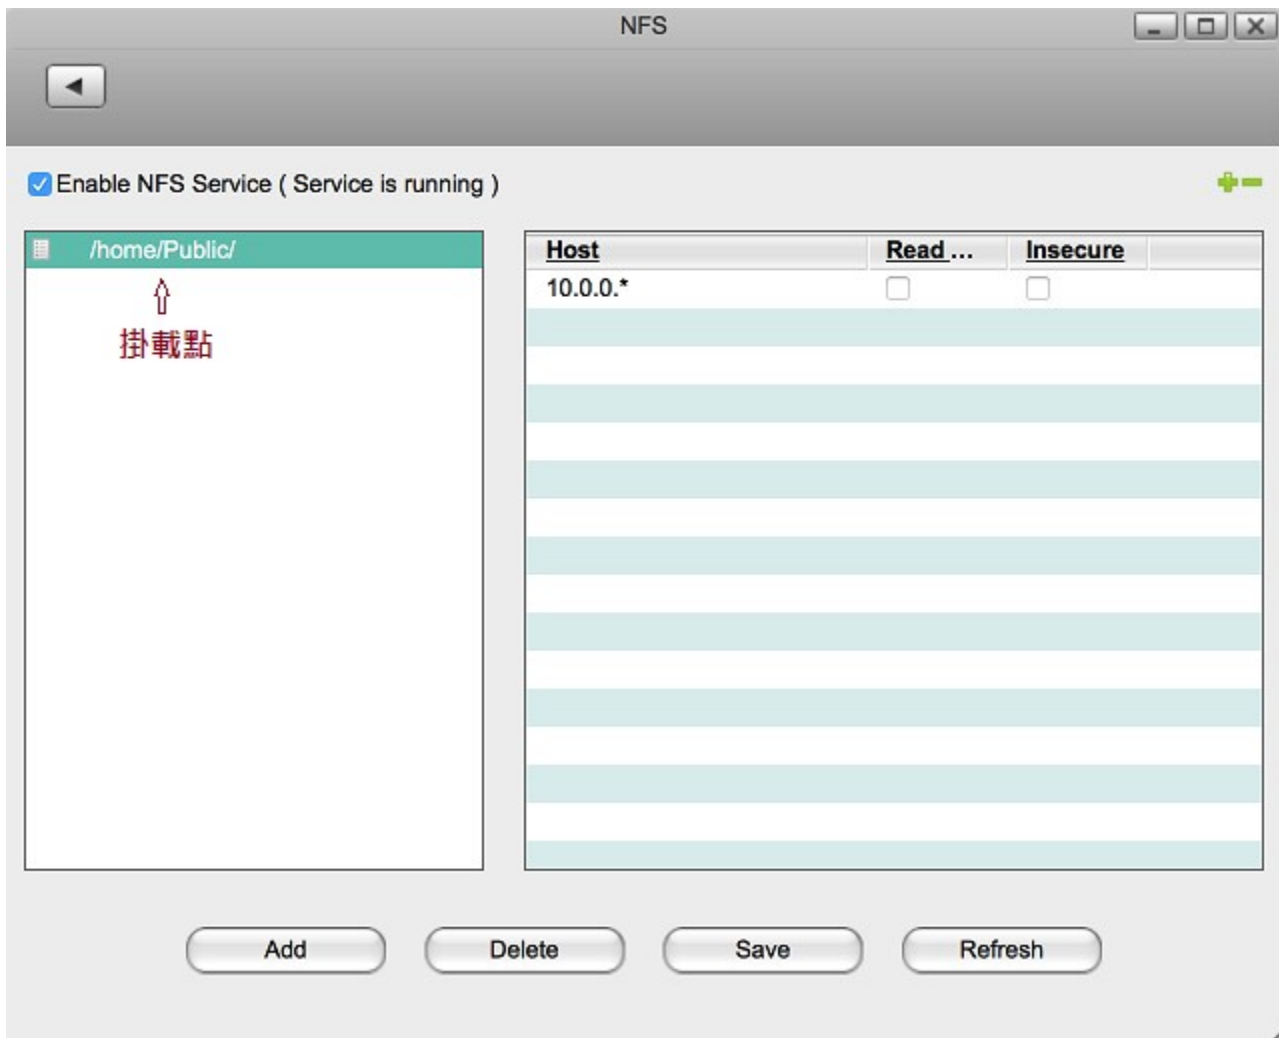 NFS
Enable NFS Service ( Service is running )
/home/Public/
掛載點
Host Read ... Insecure
10.0.0.*
Add Delete Save Refresh